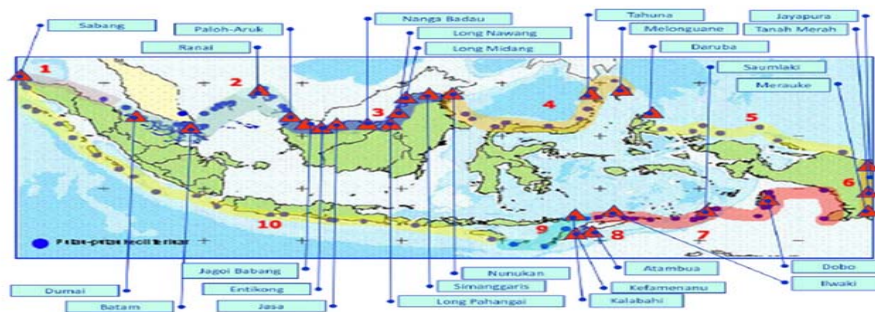 Sabang
Paloh-Aruk
Ranai
Nanga Badau
Long Nawang
Long Midang
Tahuna
Melonguane
Daruba
Jayapura
Tanah Merah
Saumlaki
Merauke
1
2
3
4
5
6
7
8
9
10
Dumai
Batam
Jagoi Babang
Entikong
Jasa
Nunukan
Simanggaris
Long Pahangai
Atambua
Kefamenanu
Kalabahi
Dobo
Ilwaki